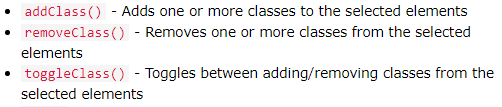 addClass() - Adds one or more classes to the selected elements
removeClass() - Removes one or more classes from the selected
elements
toggleClass() - Toggles between adding/removing classes from the
selected elements